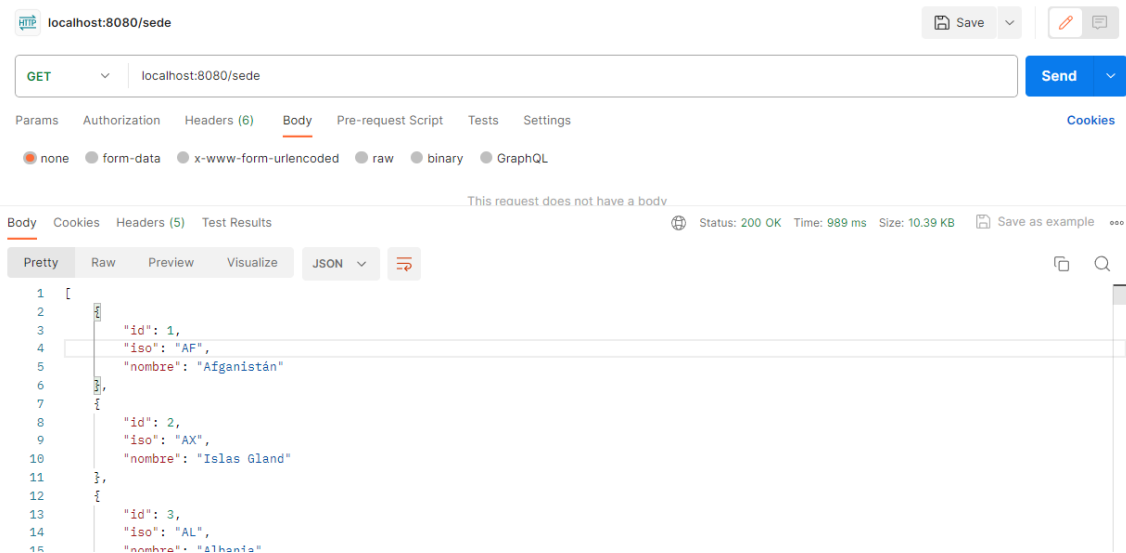 HTTP localhost:8080/sede Save
GET localhost:8080/sede Send
Params Authorization Headers (6) Body Pre-request Script Tests Settings Cookies
none form-data x-www-form-urlencoded raw binary GraphQL
This request does not have a body
Body Cookies Headers (5) Test Results Status: 200 OK Time: 989 ms Size: 10.39 KB Save as example
Pretty Raw Preview Visualize JSON
1 [
2 {
3 "id": 1,
4 "iso": "AF",
5 "nombre": "Afganistán"
6 },
7 {
8 "id": 2,
9 "iso": "AX",
10 "nombre": "Islas Gland"
11 },
12 {
13 "id": 3,
14 "iso": "AL",
15 "nombre": "Albania"